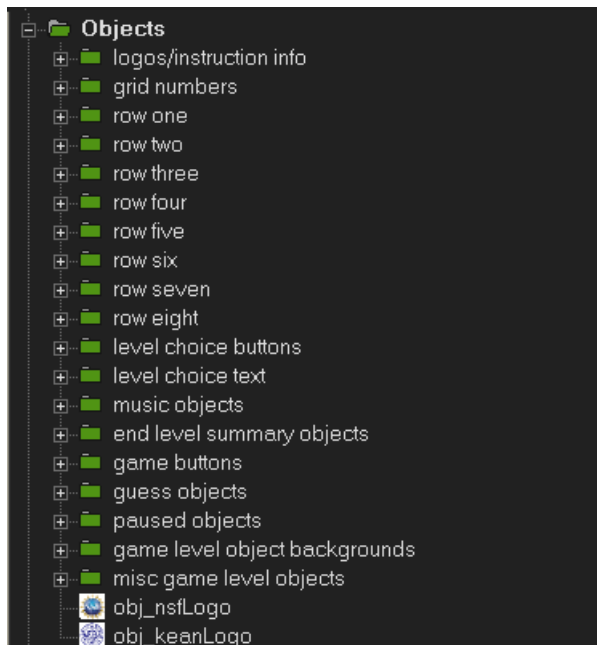 Objects
logos/instruction info
grid numbers
row one
row two
row three
row four
row five
row six
row seven
row eight
level choice buttons
level choice text
music objects
end level summary objects
game buttons
guess objects
paused objects
game level object backgrounds
misc game level objects
obj_nsfLogo
obj_keanLogo